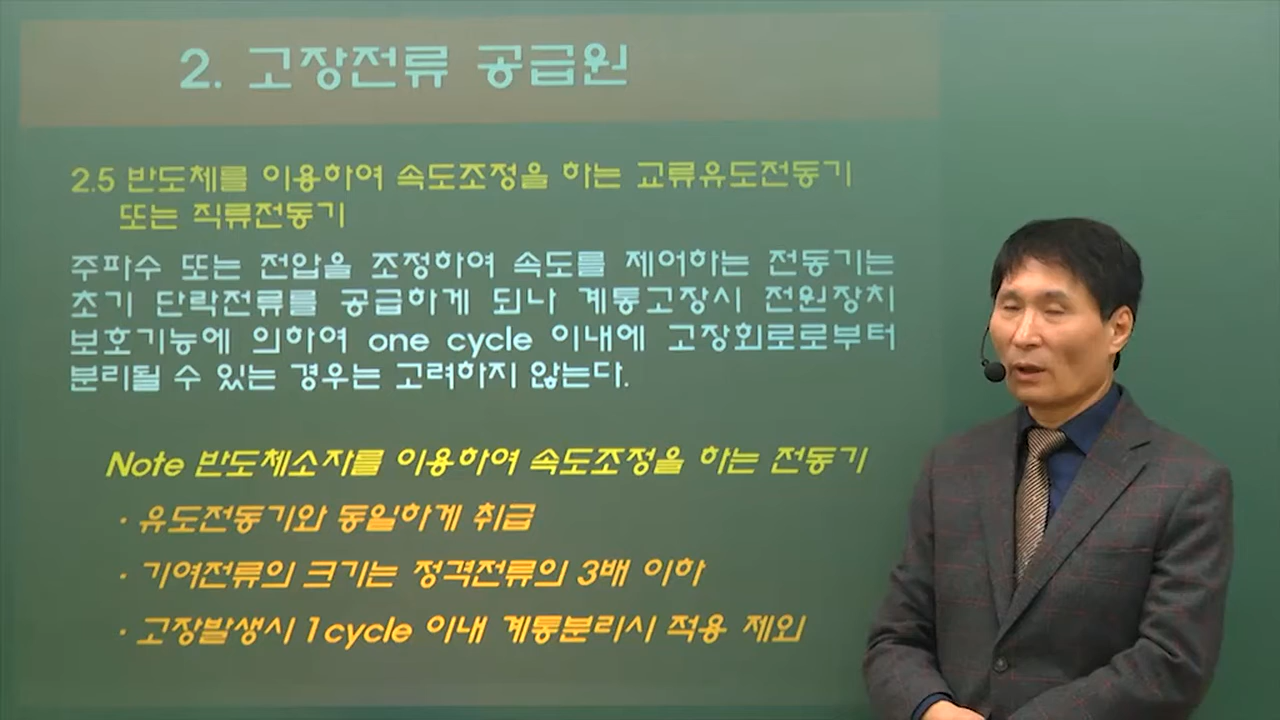 2. 고장전류 공급원
2.5 반도체를 이용하여 속도조정을 하는 교류유도전동기
또는 직류전동기
주파수 또는 전압을 조정하여 속도를 제어하는 전동기는
초기 단락전류를 공급하게 되나 계통고장시 전원장치
보호기능에 의하여 one cycle 이내에 고장회로로부터
분리될 수 있는 경우는 고려하지 않는다.
Note 반도체소자를 이용하여 속도조정을 하는 전동기
· 유도전동기와 동일하게 취급
· 기여전류의 크기는 정격전류의 3배 이하
· 고장발생시 1cycle 이내 계통분리시 적용 제외